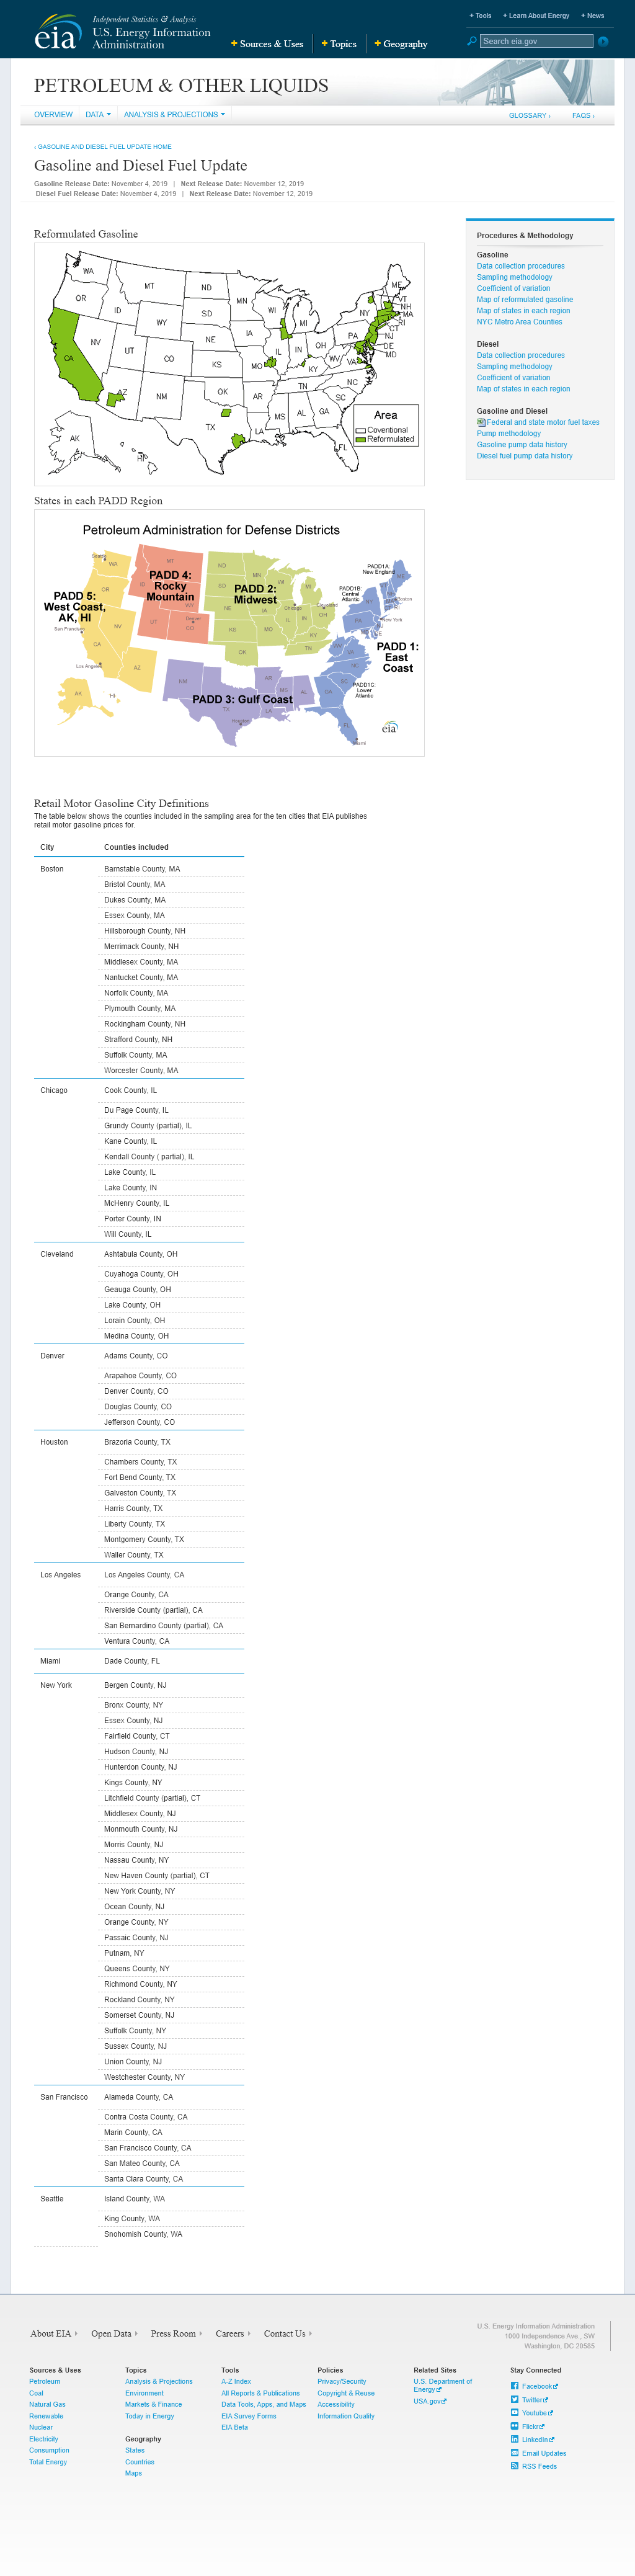 Independent Statistics & Analysis
U.S. Energy Information
Administration
eia
+ Sources & Uses
+ Topics
+ Geography
+ Tools
+ Learn About Energy
+ News
Search eia.gov
PETROLEUM & OTHER LIQUIDS
OVERVIEW
DATA
ANALYSIS & PROJECTIONS
GLOSSARY ›
FAQS ›
‹ GASOLINE AND DIESEL FUEL UPDATE HOME
Gasoline and Diesel Fuel Update
Gasoline Release Date: November 4, 2019 | Next Release Date: November 12, 2019
Diesel Fuel Release Date: November 4, 2019 | Next Release Date: November 12, 2019
Reformulated Gasoline
WA
MT
ND
MN
OR
ID
SD
WI
MI
NY
ME
VT
NH
MA
RI
CT
NJ
DE
MD
WY
NE
IA
PA
NV
UT
CO
KS
MO
IL
IN
OH
WV
VA
KY
CA
AZ
NM
OK
AR
TN
NC
SC
MS
AL
GA
TX
LA
FL
AK
HI
Area
Coventional
Reformulated
States in each PADD Region
Petroleum Administration for Defense Districts
PADD 5:
West Coast,
AK, HI
PADD 4:
Rocky
Mountain
PADD 2:
Midwest
PADD 3: Gulf Coast
PADD 1:
East
Coast
PADD1A:
New England
PADD1B:
Central
Atlantic
PADD1C:
Lower
Atlantic
Seattle
San Francisco
Los Angeles
Denver
Chicago
Cleveland
Boston
New York
Houston
Miami
eia
Retail Motor Gasoline City Definitions
The table below shows the counties included in the sampling area for the ten cities that EIA publishes
retail motor gasoline prices for.
City Counties included
Boston Barnstable County, MA
Bristol County, MA
Dukes County, MA
Essex County, MA
Hillsborough County, NH
Merrimack County, NH
Middlesex County, MA
Nantucket County, MA
Norfolk County, MA
Plymouth County, MA
Rockingham County, NH
Strafford County, NH
Suffolk County, MA
Worcester County, MA
Chicago Cook County, IL
Du Page County, IL
Grundy County (partial), IL
Kane County, IL
Kendall County ( partial), IL
Lake County, IL
Lake County, IN
McHenry County, IL
Porter County, IN
Will County, IL
Cleveland Ashtabula County, OH
Cuyahoga County, OH
Geauga County, OH
Lake County, OH
Lorain County, OH
Medina County, OH
Denver Adams County, CO
Arapahoe County, CO
Denver County, CO
Douglas County, CO
Jefferson County, CO
Houston Brazoria County, TX
Chambers County, TX
Fort Bend County, TX
Galveston County, TX
Harris County, TX
Liberty County, TX
Montgomery County, TX
Waller County, TX
Los Angeles Los Angeles County, CA
Orange County, CA
Riverside County (partial), CA
San Bernardino County (partial), CA
Ventura County, CA
Miami Dade County, FL
New York Bergen County, NJ
Bronx County, NY
Essex County, NJ
Fairfield County, CT
Hudson County, NJ
Hunterdon County, NJ
Kings County, NY
Litchfield County (partial), CT
Middlesex County, NJ
Monmouth County, NJ
Morris County, NJ
Nassau County, NY
New Haven County (partial), CT
New York County, NY
Ocean County, NJ
Orange County, NY
Passaic County, NJ
Putnam, NY
Queens County, NY
Richmond County, NY
Rockland County, NY
Somerset County, NJ
Suffolk County, NY
Sussex County, NJ
Union County, NJ
Westchester County, NY
San Francisco Alameda County, CA
Contra Costa County, CA
Marin County, CA
San Francisco County, CA
San Mateo County, CA
Santa Clara County, CA
Seattle Island County, WA
King County, WA
Snohomish County, WA
Procedures & Methodology
Gasoline
Data collection procedures
Sampling methodology
Coefficient of variation
Map of reformulated gasoline
Map of states in each region
NYC Metro Area Counties
Diesel
Data collection procedures
Sampling methodology
Coefficient of variation
Map of states in each region
Gasoline and Diesel
Federal and state motor fuel taxes
Pump methodology
Gasoline pump data history
Diesel fuel pump data history
About EIA
Open Data
Press Room
Careers
Contact Us
U.S. Energy Information Administration
1000 Independence Ave., SW
Washington, DC 20585
Sources & Uses
Petroleum
Coal
Natural Gas
Renewable
Nuclear
Electricity
Consumption
Total Energy
Topics
Analysis & Projections
Environment
Markets & Finance
Today in Energy
Geography
States
Countries
Maps
Tools
A-Z Index
All Reports & Publications
Data Tools, Apps, and Maps
EIA Survey Forms
EIA Beta
Policies
Privacy/Security
Copyright & Reuse
Accessibility
Information Quality
Related Sites
U.S. Department of
Energy
USA.gov
Stay Connected
Facebook
Twitter
Youtube
Flickr
LinkedIn
Email Updates
RSS Feeds